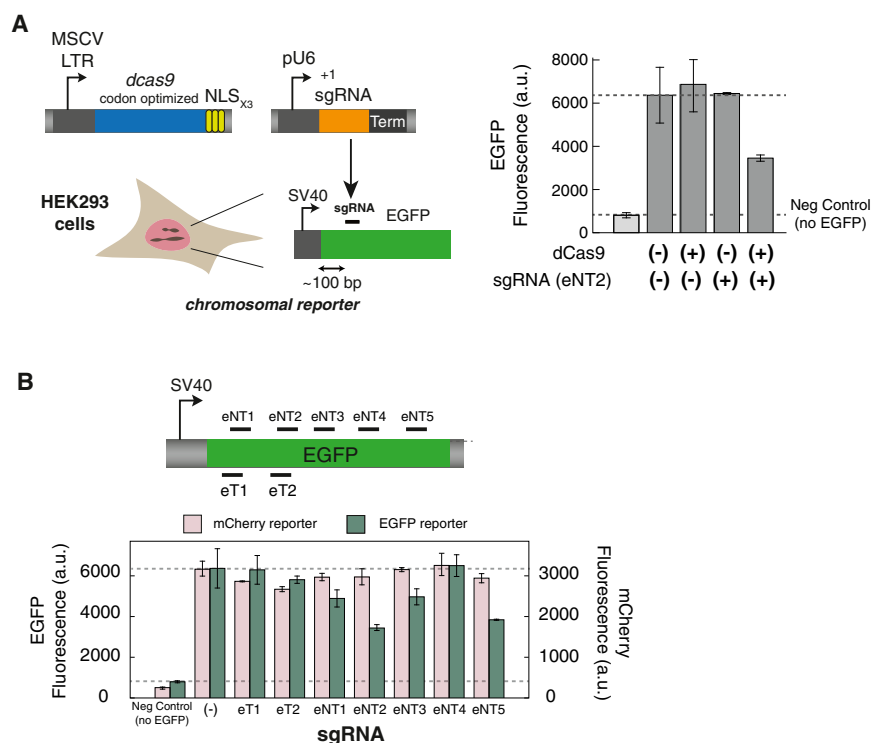 A
MSCV
LTR
dcas9
codon optimized
NLSX3
pU6
+1
sgRNA
Term
HEK293
cells
SV40
sgRNA
EGFP
~100 bp
chromosomal reporter
EGFP
Fluorescence (a.u.)
8000
6000
4000
2000
0
Neg Control
(no EGFP)
dCas9 (-) (+) (-) (+)
sgRNA (eNT2) (-) (-) (+) (+)
B
SV40
eNT1 eNT2 eNT3 eNT4 eNT5
EGFP
eT1 eT2
mCherry reporter EGFP reporter
EGFP
Fluorescence (a.u.)
6000
4000
2000
0
3000
2000
1000
0
mCherry
Fluorescence (a.u.)
Neg Control
(no EGFP)
(-) eT1 eT2 eNT1 eNT2 eNT3 eNT4 eNT5
sgRNA